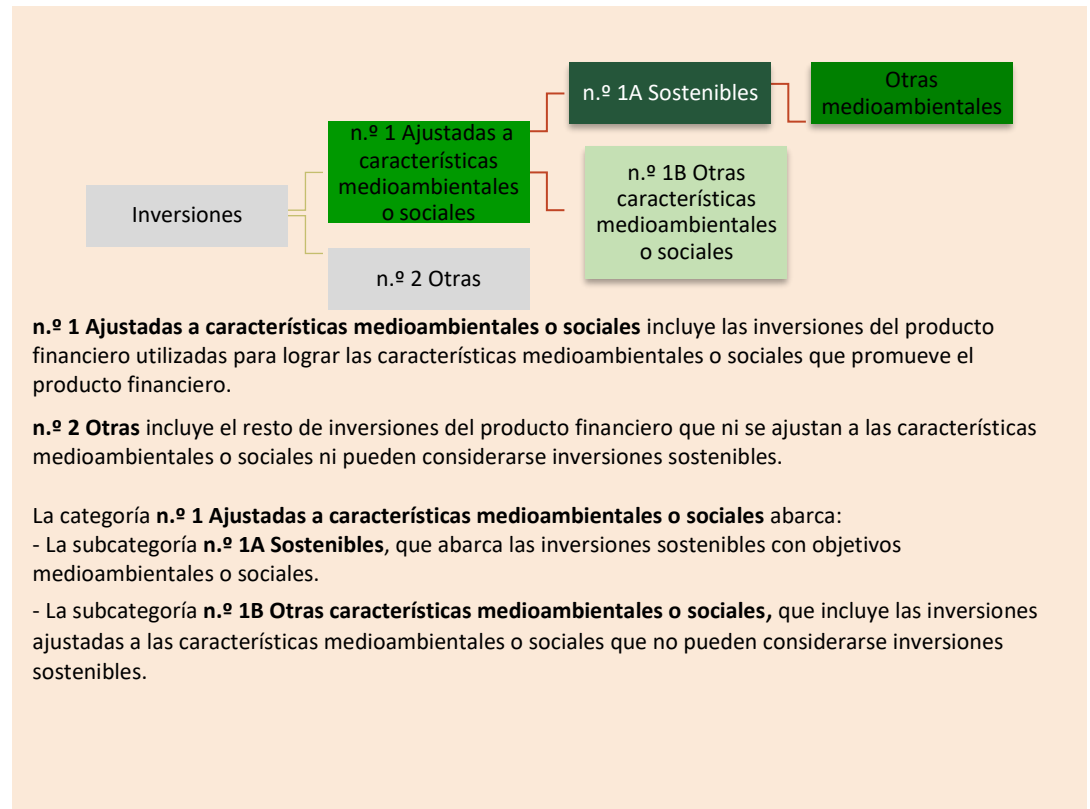 Inversiones
n.º 1 Ajustadas a
características
medioambientales
o sociales
n.º 2 Otras
n.º 1A Sostenibles
n.º 1B Otras
características
medioambientales
o sociales
Otras
medioambientales
n.º 1 Ajustadas a características medioambientales o sociales incluye las inversiones del producto
financiero utilizadas para lograr las características medioambientales o sociales que promueve el
producto financiero.
n.º 2 Otras incluye el resto de inversiones del producto financiero que ni se ajustan a las características
medioambientales o sociales ni pueden considerarse inversiones sostenibles.
La categoría n.º 1 Ajustadas a características medioambientales o sociales abarca:
- La subcategoría n.º 1A Sostenibles, que abarca las inversiones sostenibles con objetivos
medioambientales o sociales.
- La subcategoría n.º 1B Otras características medioambientales o sociales, que incluye las inversiones
ajustadas a las características medioambientales o sociales que no pueden considerarse inversiones
sostenibles.